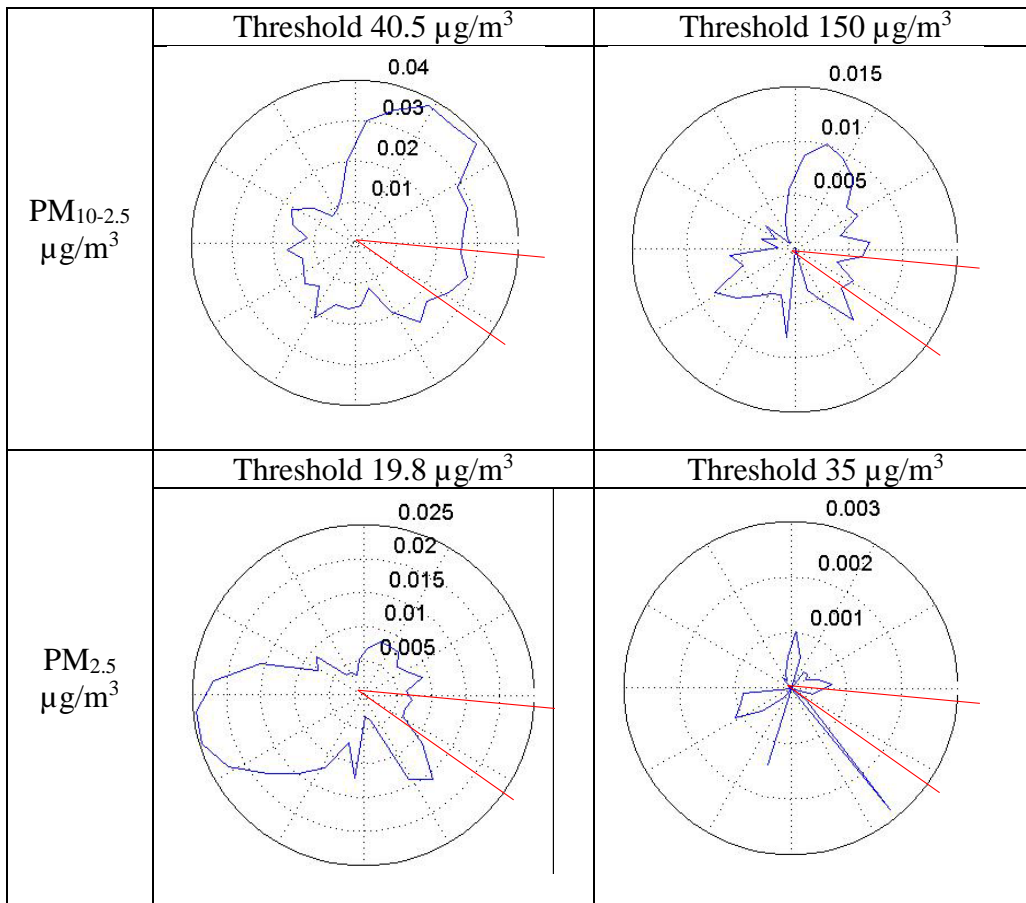 Threshold 40.5 µg/m³
Threshold 150 µg/m³
PM₁₀₋₂.₅
µg/m³
0.04
0.03
0.02
0.01
0.015
0.01
0.005
Threshold 19.8 µg/m³
Threshold 35 µg/m³
PM₂.₅
µg/m³
0.025
0.02
0.015
0.01
0.005
0.003
0.002
0.001